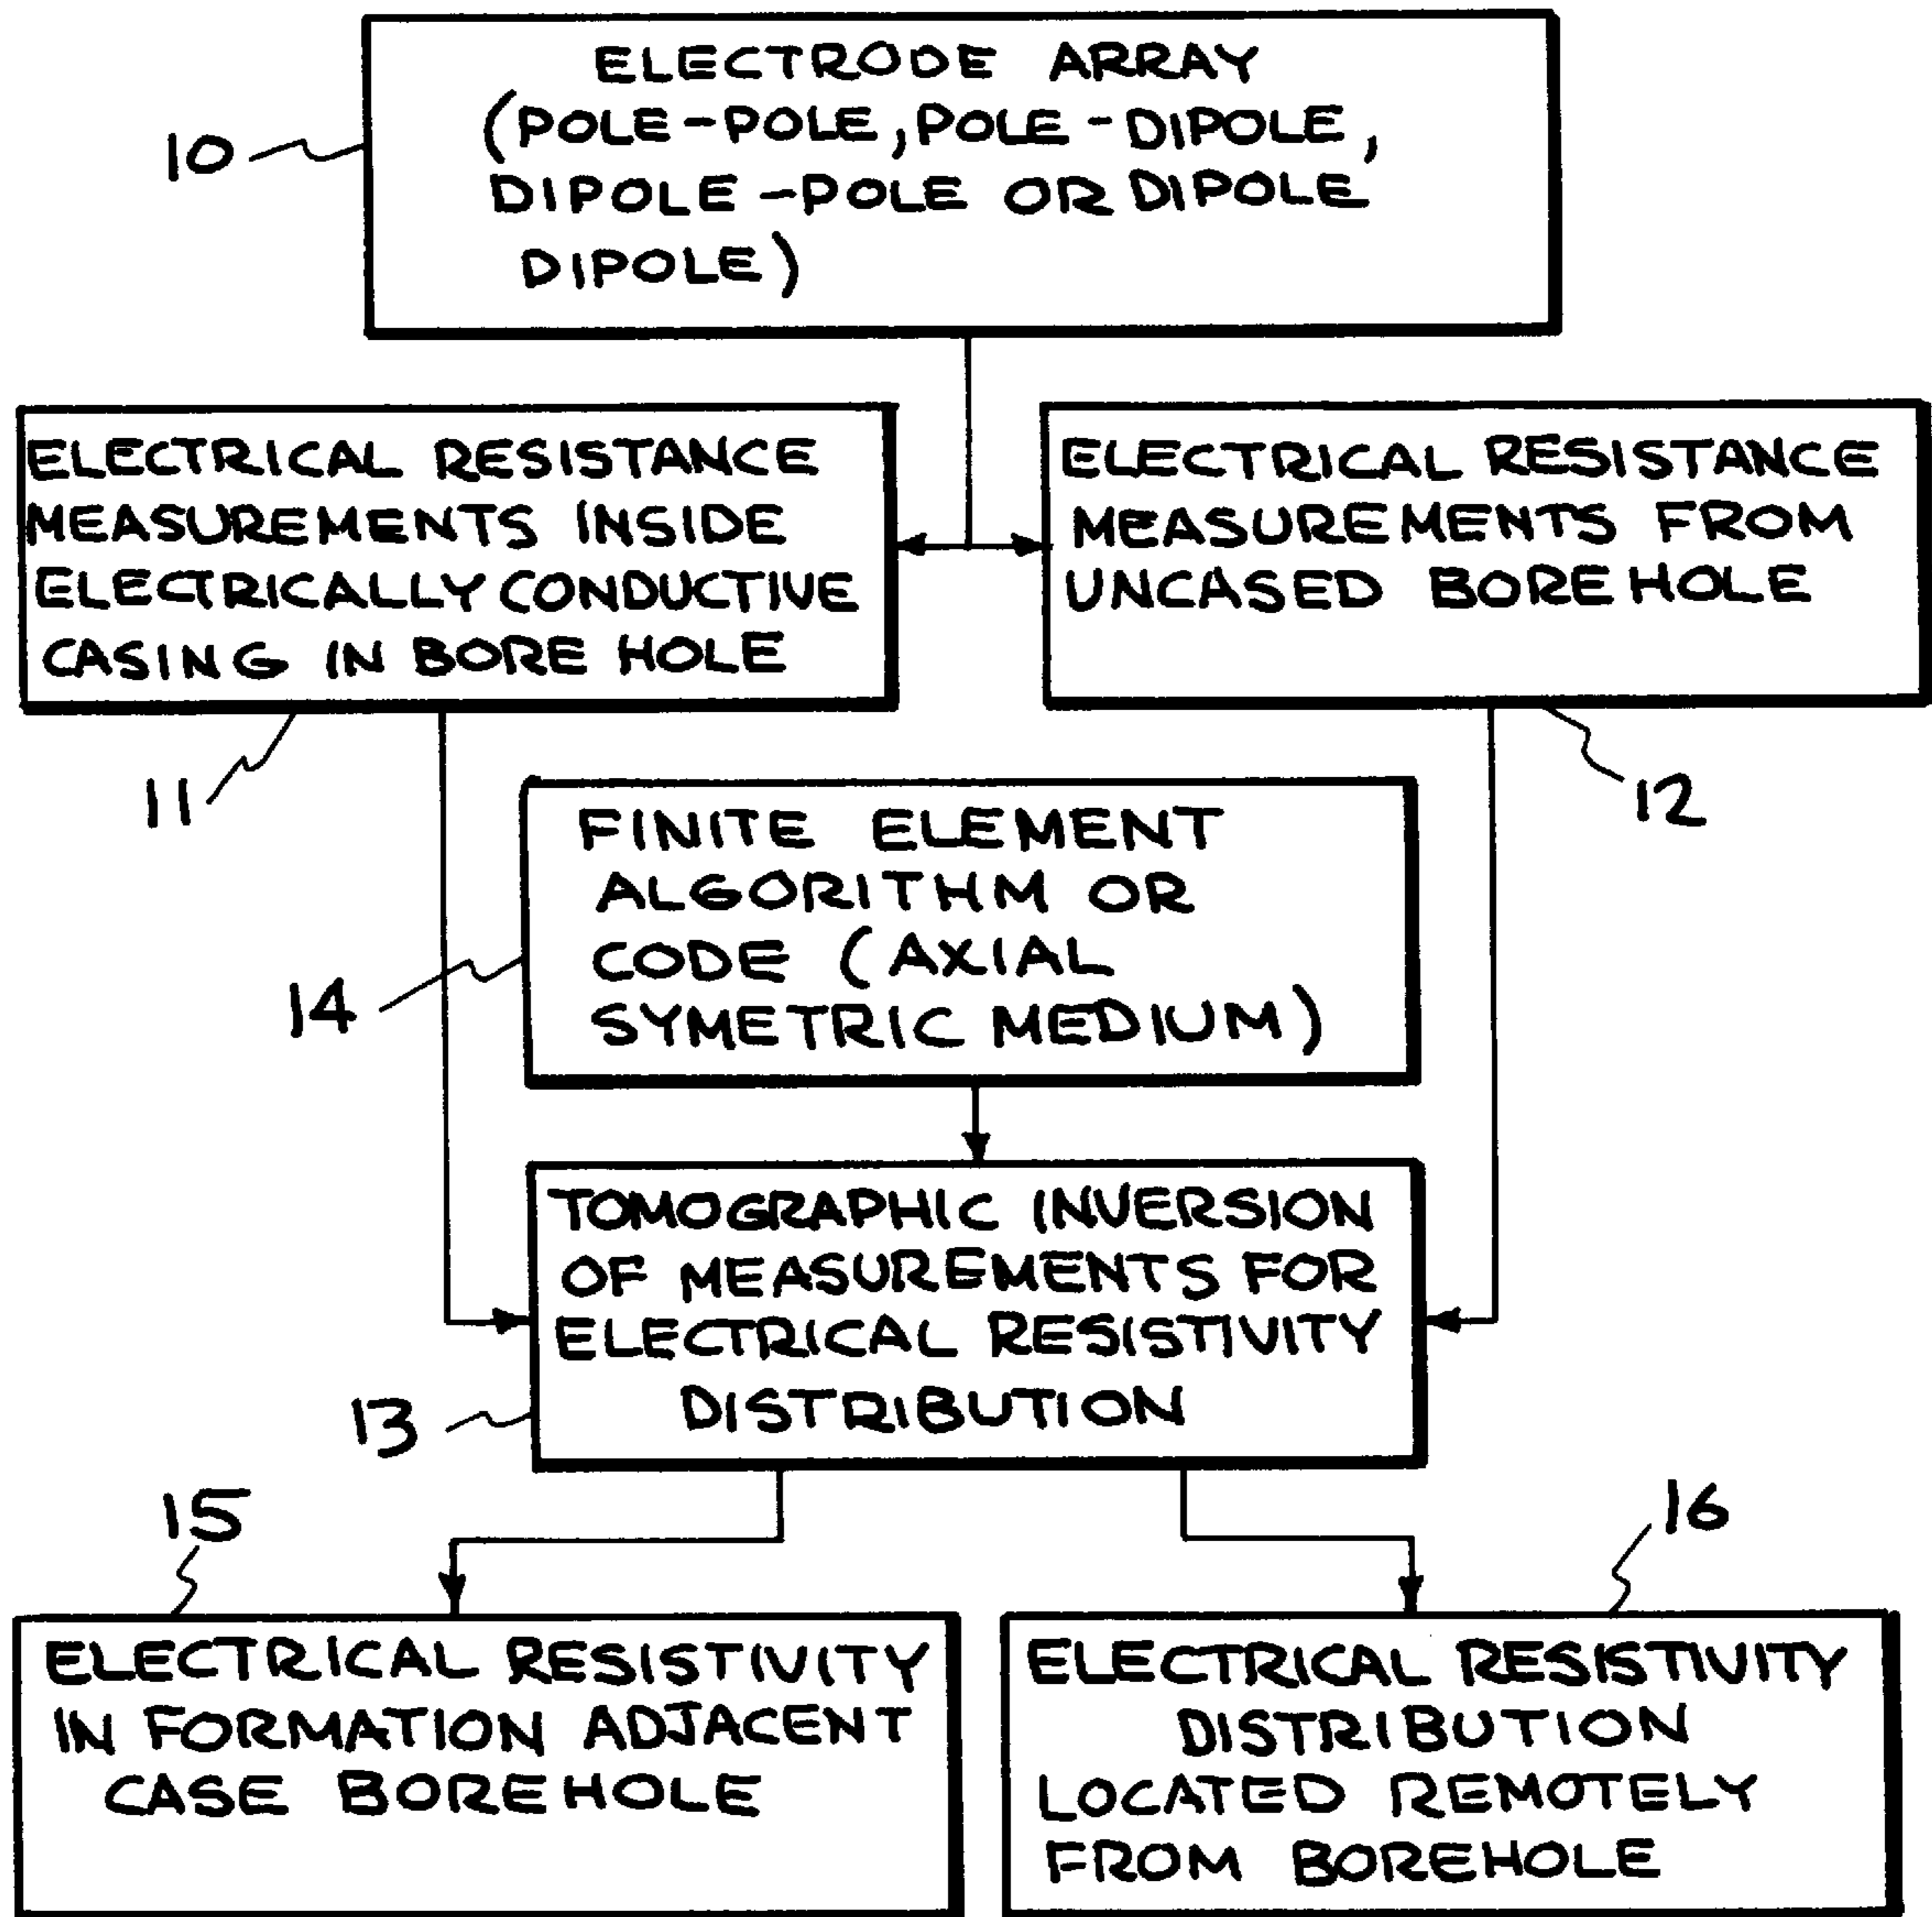 ELECTRODE ARRAY
(POLE-POLE, POLE-DIPOLE,
DIPOLE-POLE OR DIPOLE
DIPOLE)
10
ELECTRICAL RESISTANCE
MEASUREMENTS INSIDE
ELECTRICALLY CONDUCTIVE
CASING IN BORE HOLE
11
ELECTRICAL RESISTANCE
MEASUREMENTS FROM
UNCASED BOREHOLE
12
FINITE ELEMENT
ALGORITHM OR
CODE (AXIAL
SYMETRIC MEDIUM)
14
TOMOGRAPHIC INVERSION
OF MEASUREMENTS FOR
ELECTRICAL RESISTIVITY
DISTRIBUTION
13
15
ELECTRICAL RESISTIVITY
IN FORMATION ADJACENT
CASE BOREHOLE
16
ELECTRICAL RESISTIVITY
DISTRIBUTION
LOCATED REMOTELY
FROM BOREHOLE